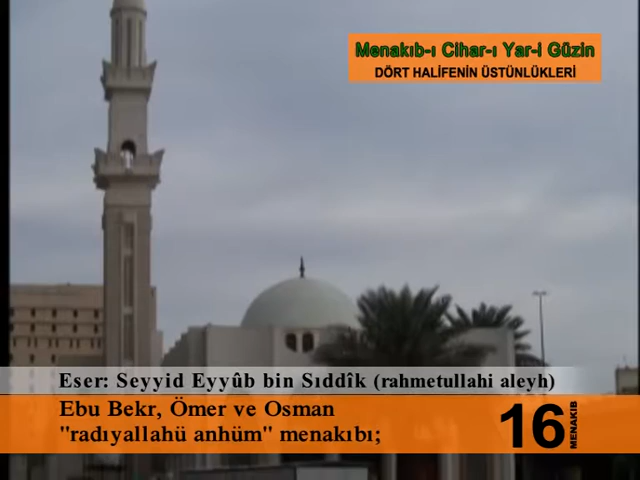 Menakıb-ı Cihar-ı Yar-i Güzin
DÖRT HALİFENİN ÜSTÜNLÜKLERİ
Eser: Seyyid Eyyûb bin Sıddîk (rahmetullahi aleyh)
Ebu Bekr, Ömer ve Osman
"radıyallahü anhüm" menakıbı;
16
MENAKIB